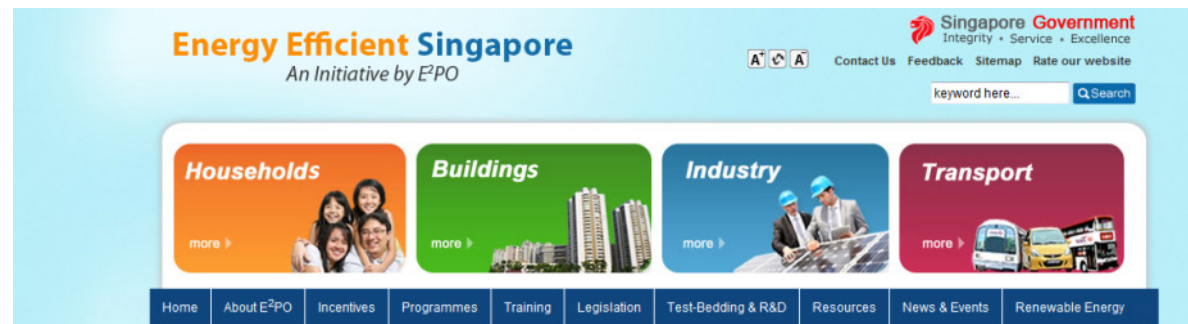 Energy Efficient Singapore
An Initiative by E²PO
Singapore Government
Integrity • Service • Excellence
A+ A-
Contact Us Feedback Sitemap Rate our website
keyword here... Search
Households
more
Buildings
more
Industry
more
Transport
more
Home About E²PO Incentives Programmes Training Legislation Test-Bedding & R&D Resources News & Events Renewable Energy